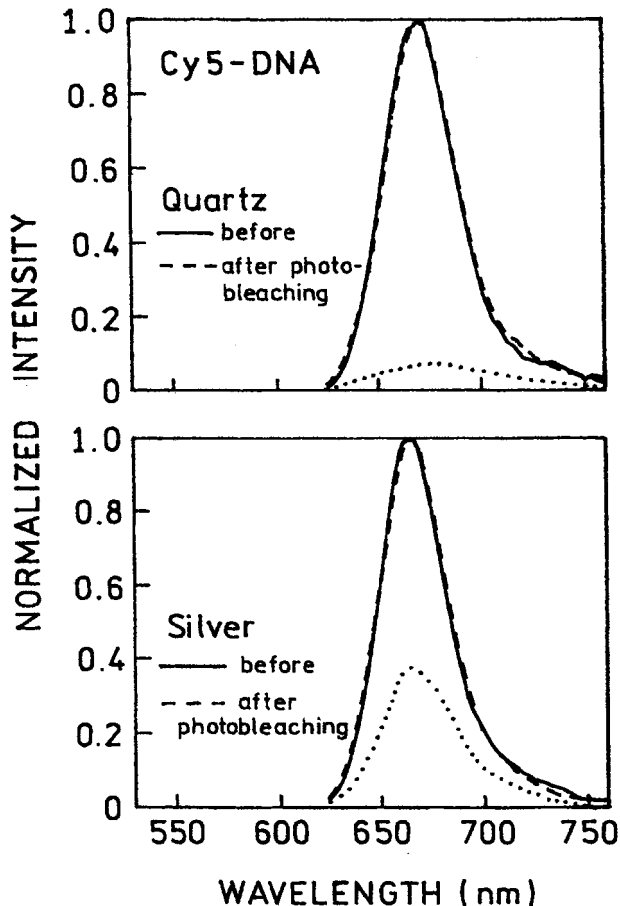 1.0
Cy5-DNA
0.8
0.6
Quartz
before
0.4
after photo-
bleaching
0.2
0
NORMALIZED INTENSITY
1.0
0.8
0.6
Silver
before
0.4
after
photobleaching
0.2
0
550 600 650 700 750
WAVELENGTH (nm)